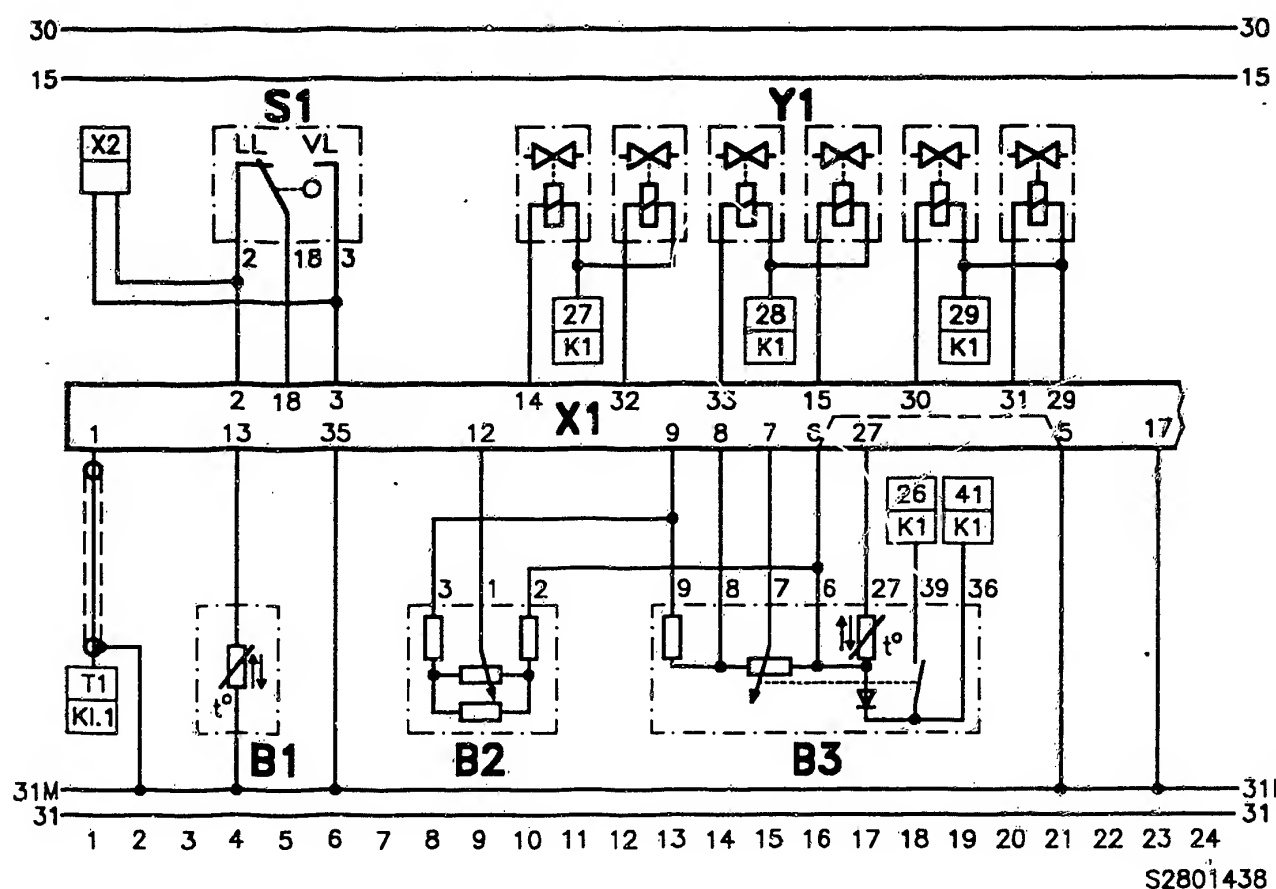 30 30
15 15
S1 Y1
X2 LL VL
2 18 3
27 28 29
K1 K1 K1
2 18 3 14 32 33 15 30 31 29
X1
1 13 35 12 9 8 7 6 27 5 17
26 41
K1 K1
3 1 2 9 8 7 6 27 39 36
t° t°
T1
Kl.1
B1 B2 B3
31M
31 31
1 2 3 4 5 6 7 8 9 10 11 12 13 14 15 16 17 18 19 20 21 22 23 24
S2801438